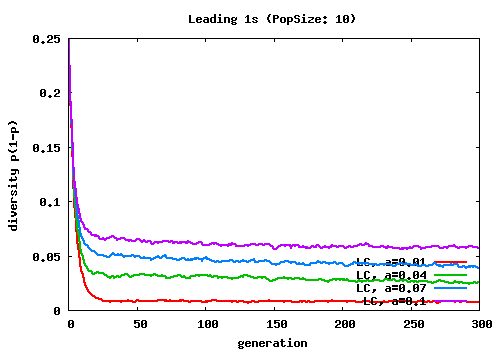 Leading 1s (PopSize: 10)
0.25
0.2
0.15
0.1
0.05
0
diversity p(1-p)
LC, a=0.01
LC, a=0.04
LC, a=0.07
LC, a=0.1
0 50 100 150 200 250 300
generation